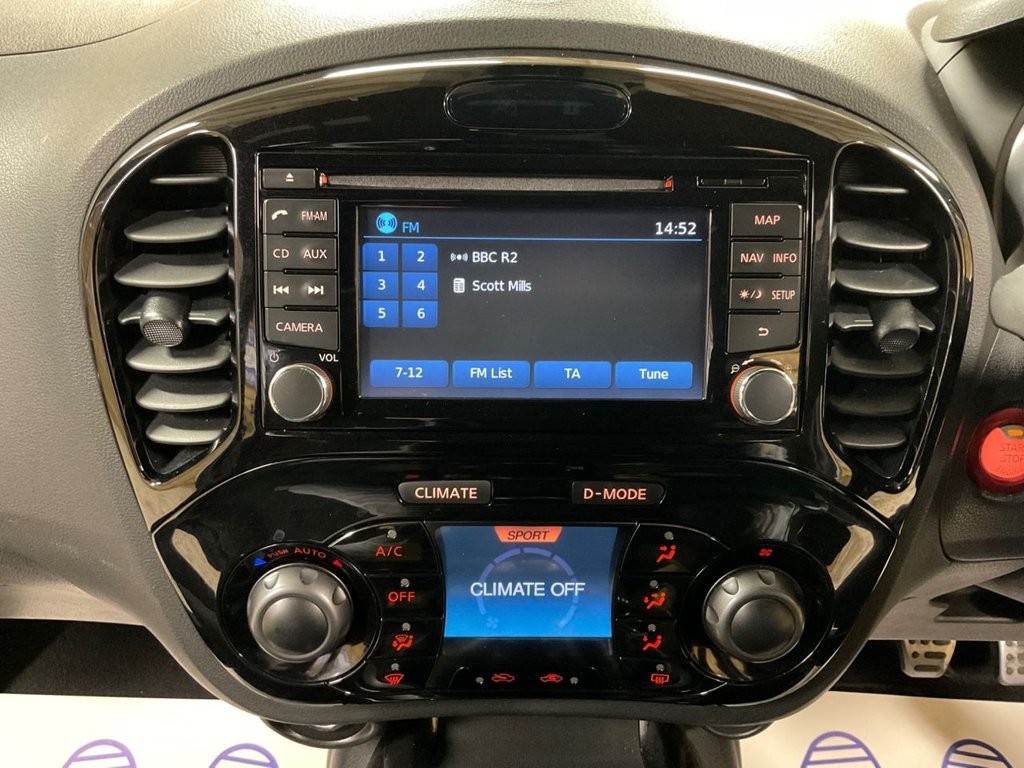 FM
14:52
MAP
FM-AM
CD AUX
1 2
BBC R2
NAV INFO
3 4
Scott Mills
SETUP
5 6
CAMERA
VOL
7-12
FM List
TA
Tune
START
STOP
ENGINE
CLIMATE
D-MODE
SPORT
PUSH AUTO
A/C
CLIMATE OFF
OFF